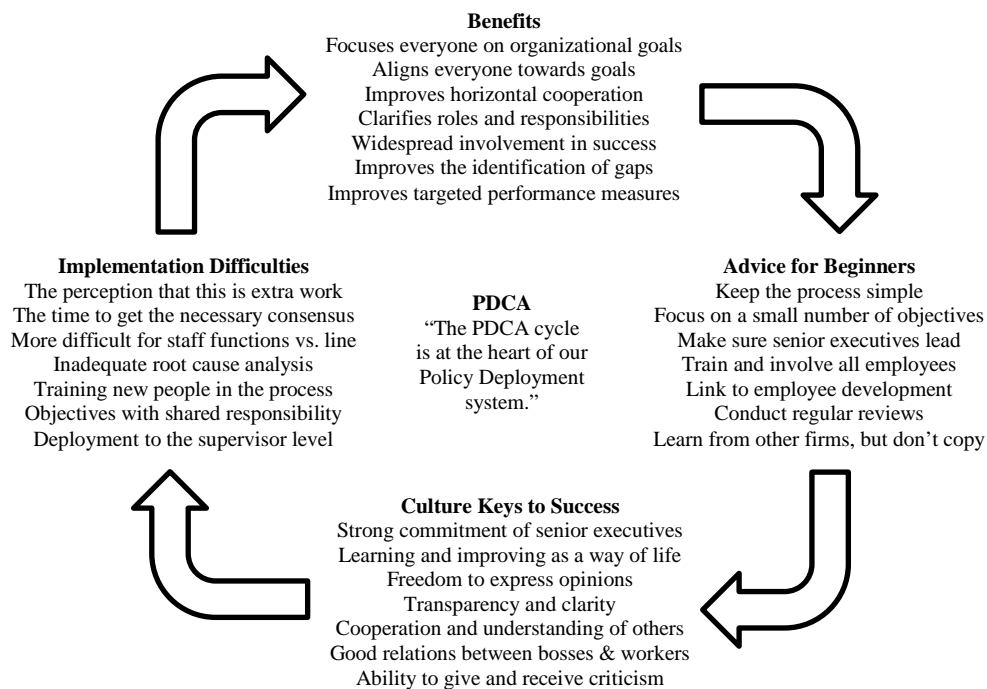 Benefits
Focuses everyone on organizational goals
Aligns everyone towards goals
Improves horizontal cooperation
Clarifies roles and responsibilities
Widespread involvement in success
Improves the identification of gaps
Improves targeted performance measures
Implementation Difficulties
The perception that this is extra work
The time to get the necessary consensus
More difficult for staff functions vs. line
Inadequate root cause analysis
Training new people in the process
Objectives with shared responsibility
Deployment to the supervisor level
PDCA
“The PDCA cycle
is at the heart of our
Policy Deployment
system.”
Advice for Beginners
Keep the process simple
Focus on a small number of objectives
Make sure senior executives lead
Train and involve all employees
Link to employee development
Conduct regular reviews
Learn from other firms, but don’t copy
Culture Keys to Success
Strong commitment of senior executives
Learning and improving as a way of life
Freedom to express opinions
Transparency and clarity
Cooperation and understanding of others
Good relations between bosses & workers
Ability to give and receive criticism